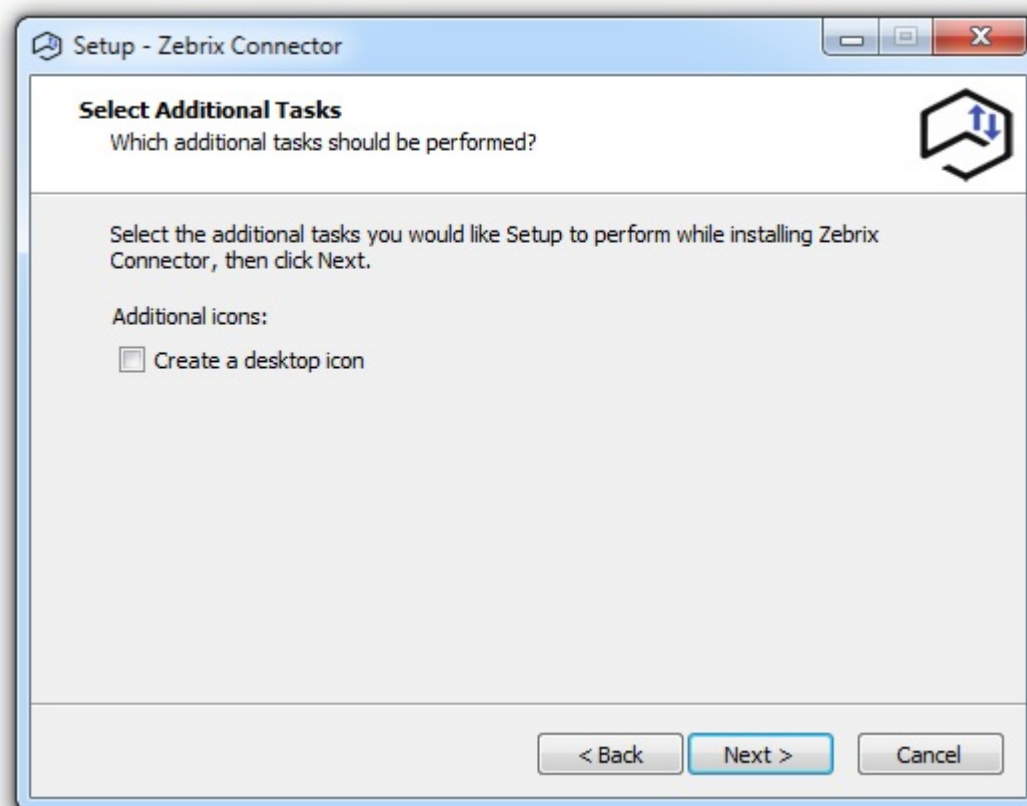 Setup - Zebrix Connector
Select Additional Tasks
Which additional tasks should be performed?
Select the additional tasks you would like Setup to perform while installing Zebrix
Connector, then click Next.
Additional icons:
Create a desktop icon
< Back Next > Cancel